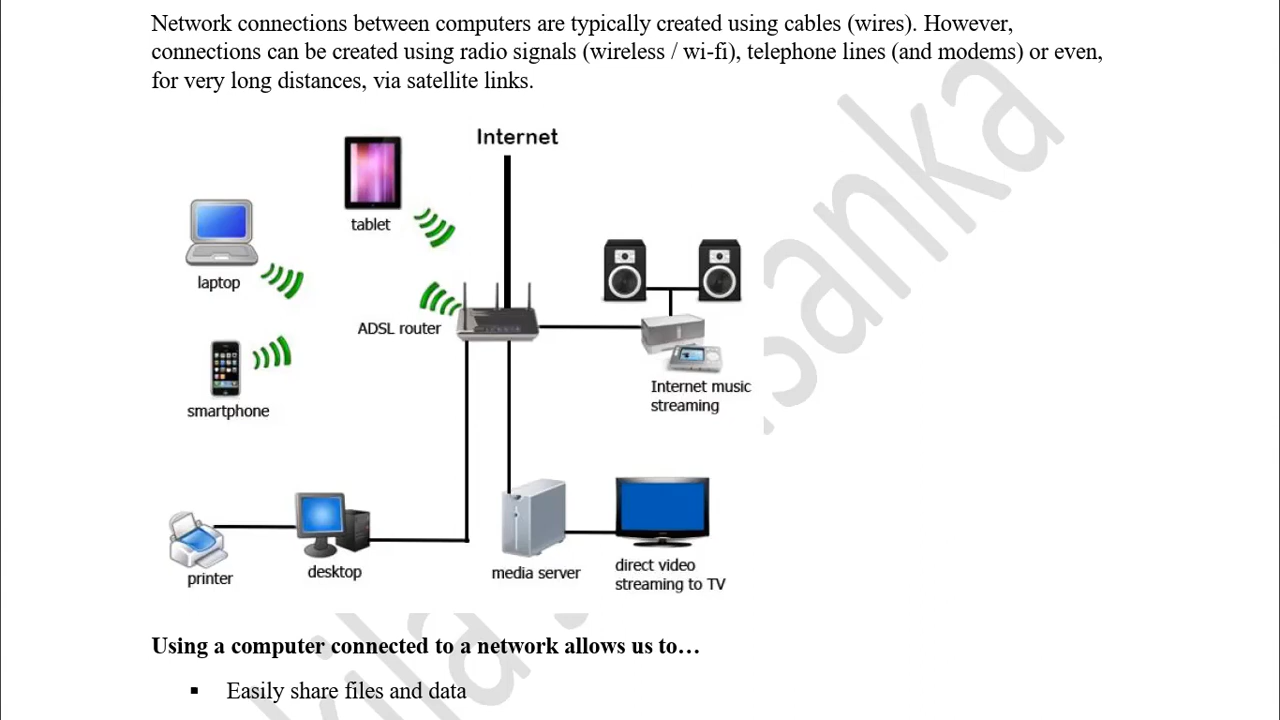 Network connections between computers are typically created using cables (wires). However,
connections can be created using radio signals (wireless / wi-fi), telephone lines (and modems) or even,
for very long distances, via satellite links.
Internet
tablet
laptop
ADSL router
smartphone
Internet music
streaming
printer
desktop
media server
direct video
streaming to TV
Using a computer connected to a network allows us to…
▪ Easily share files and data